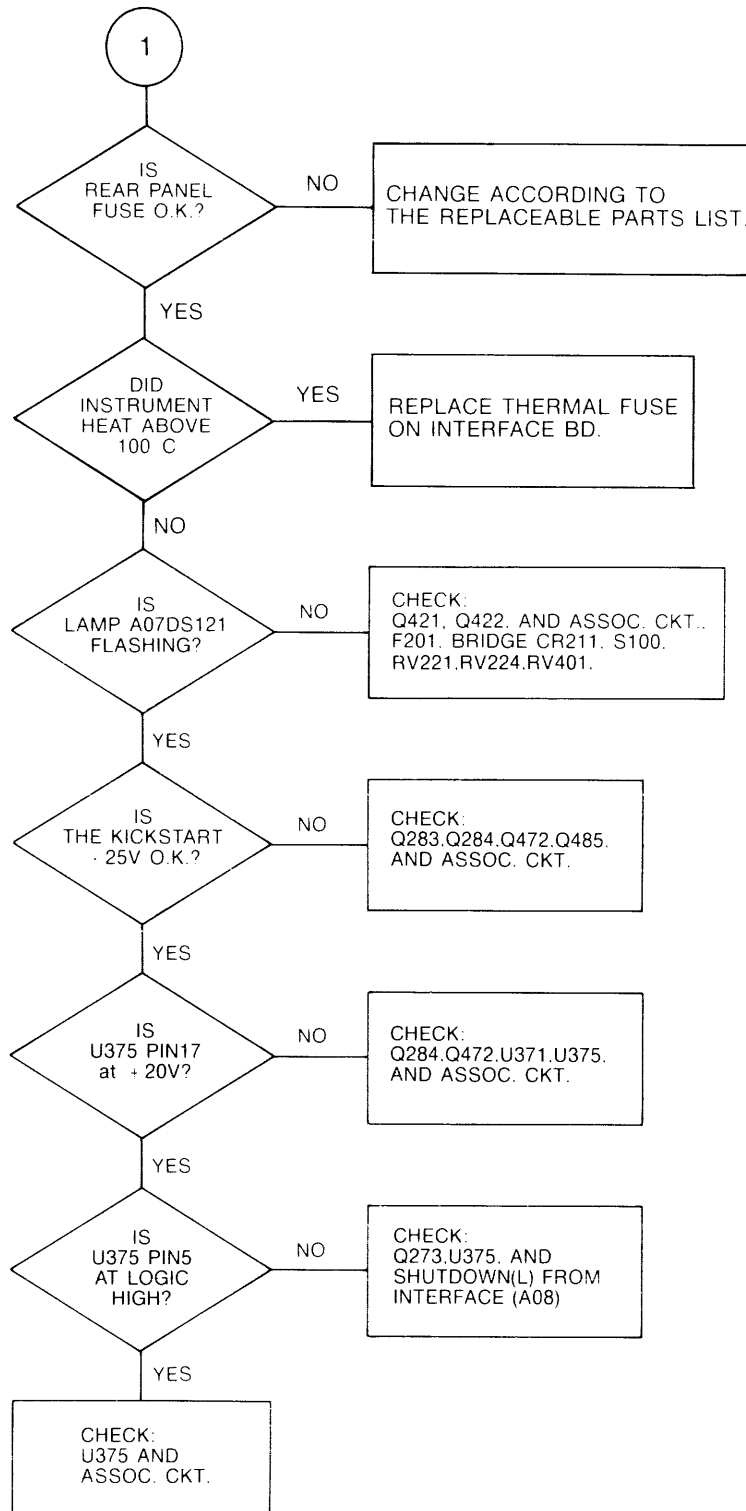 1
IS
REAR PANEL
FUSE O.K.?
NO
CHANGE ACCORDING TO
THE REPLACEABLE PARTS LIST.
YES
DID
INSTRUMENT
HEAT ABOVE
100 C
YES
REPLACE THERMAL FUSE
ON INTERFACE BD.
NO
IS
LAMP A07DS121
FLASHING?
NO
CHECK:
Q421, Q422. AND ASSOC. CKT..
F201. BRIDGE CR211. S100.
RV221,RV224,RV401.
YES
IS
THE KICKSTART
· 25V O.K.?
NO
CHECK:
Q283.Q284.Q472.Q485.
AND ASSOC. CKT.
YES
IS
U375 PIN17
at + 20V?
NO
CHECK:
Q284.Q472.U371.U375.
AND ASSOC. CKT.
YES
IS
U375 PIN5
AT LOGIC
HIGH?
NO
CHECK:
Q273,U375. AND
SHUTDOWN(L) FROM
INTERFACE (A08)
YES
CHECK:
U375 AND
ASSOC. CKT.